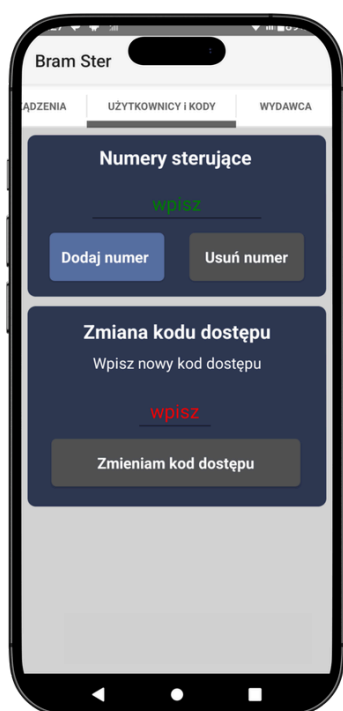 Bram Ster
ĄDZENIA UŻYTKOWNICY i KODY WYDAWCA
Numery sterujące
wpisz
Dodaj numer Usuń numer
Zmiana kodu dostępu
Wpisz nowy kod dostępu
wpisz
Zmieniam kod dostępu